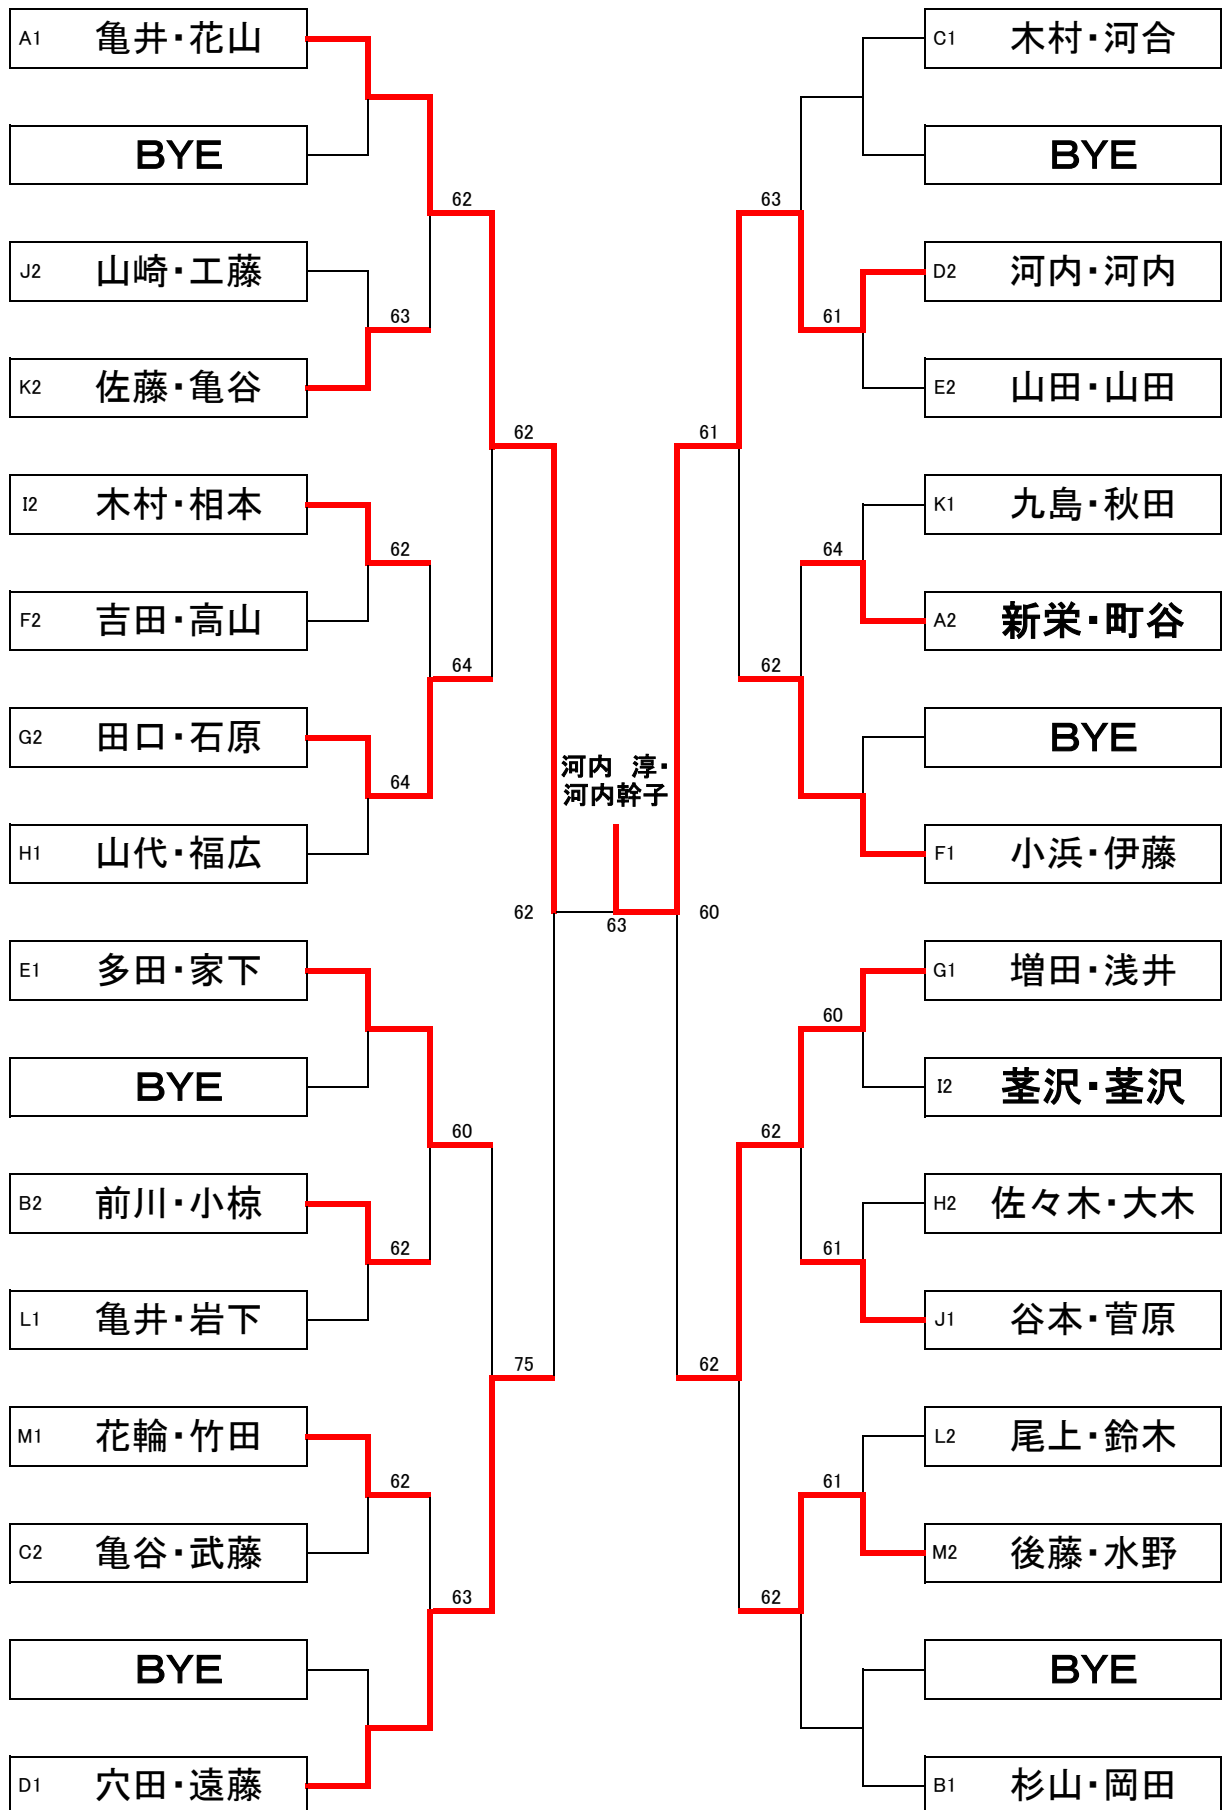 A1 亀井・花山
BYE
62
J2 山崎・工藤
63
K2 佐藤・亀谷
62
I2 木村・相本
62
F2 吉田・高山
64
G2 田口・石原
64
H1 山代・福広
62
E1 多田・家下
BYE
60
B2 前川・小椋
62
L1 亀井・岩下
75
M1 花輪・竹田
62
C2 亀谷・武藤
63
BYE
D1 穴田・遠藤
河内 淳・
河内幹子
63
C1 木村・河合
BYE
63
D2 河内・河内
61
E2 山田・山田
61
K1 九島・秋田
64
A2 新栄・町谷
62
BYE
F1 小浜・伊藤
60
G1 増田・浅井
60
I2 茎沢・茎沢
62
H2 佐々木・大木
61
J1 谷本・菅原
62
L2 尾上・鈴木
61
M2 後藤・水野
62
BYE
B1 杉山・岡田